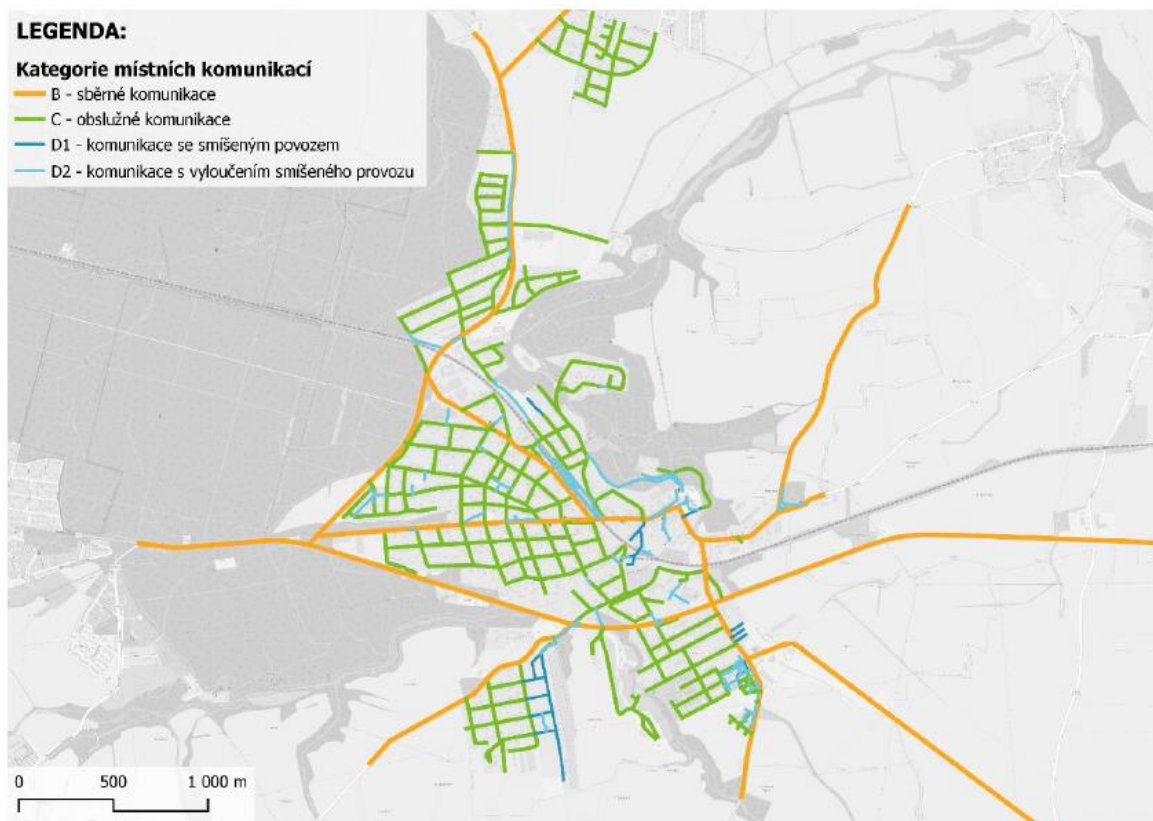 LEGENDA:
Kategorie místních komunikací
B - sběrné komunikace
C - obslužné komunikace
D1 - komunikace se smíšeným povozem
D2 - komunikace s vyloučením smíšeného provozu
0 500 1 000 m